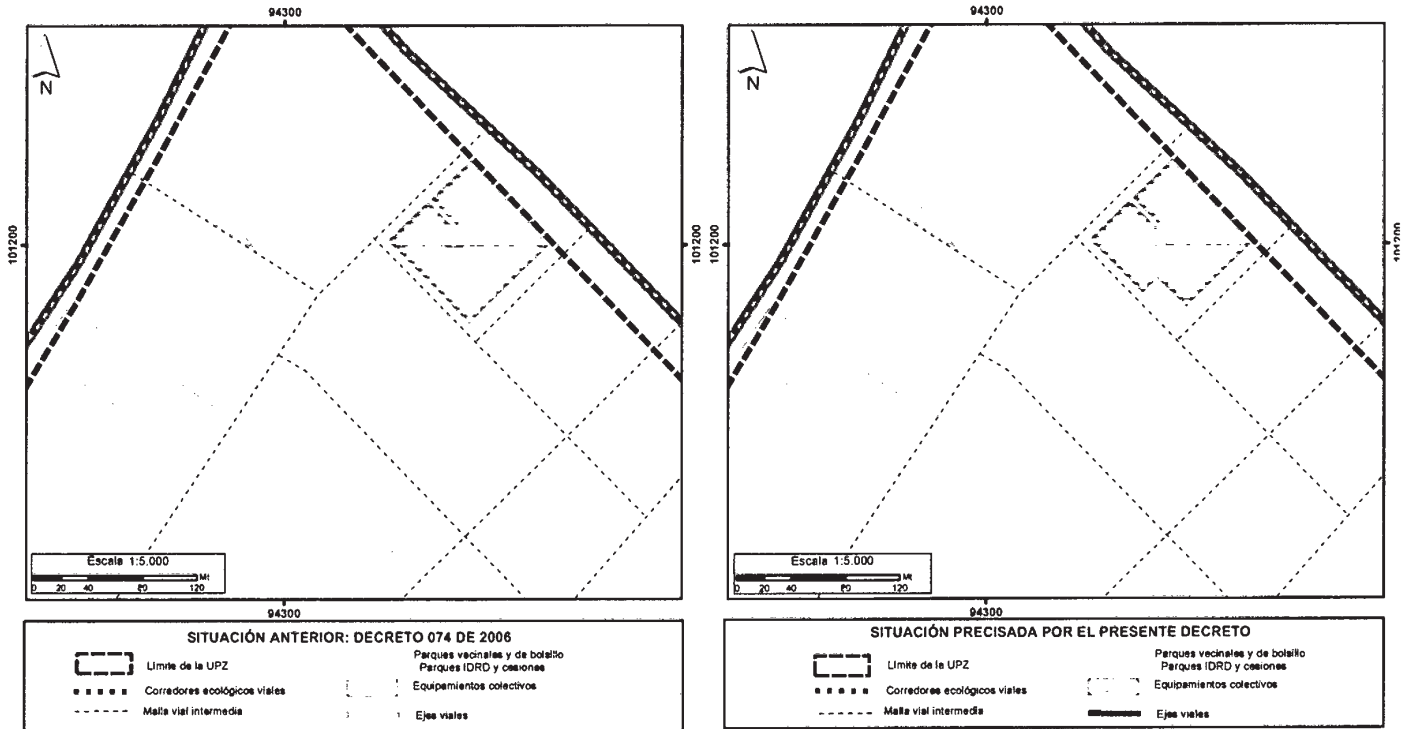 94300
N
101200
101200
Escala 1:5.000
0 20 40 80 120 Mt
94300
SITUACIÓN ANTERIOR: DECRETO 074 DE 2006
Límite de la UPZ
Corredores ecológicos viales
Malla vial intermedia
Parques vecinales y de bolsillo
Parques IDRD y cesiones
Equipamientos colectivos
Ejes viales
94300
N
101200
101200
Escala 1:5.000
0 20 40 80 120 Mt
94300
SITUACIÓN PRECISADA POR EL PRESENTE DECRETO
Límite de la UPZ
Corredores ecológicos viales
Malla vial intermedia
Parques vecinales y de bolsillo
Parques IDRD y cesiones
Equipamientos colectivos
Ejes viales